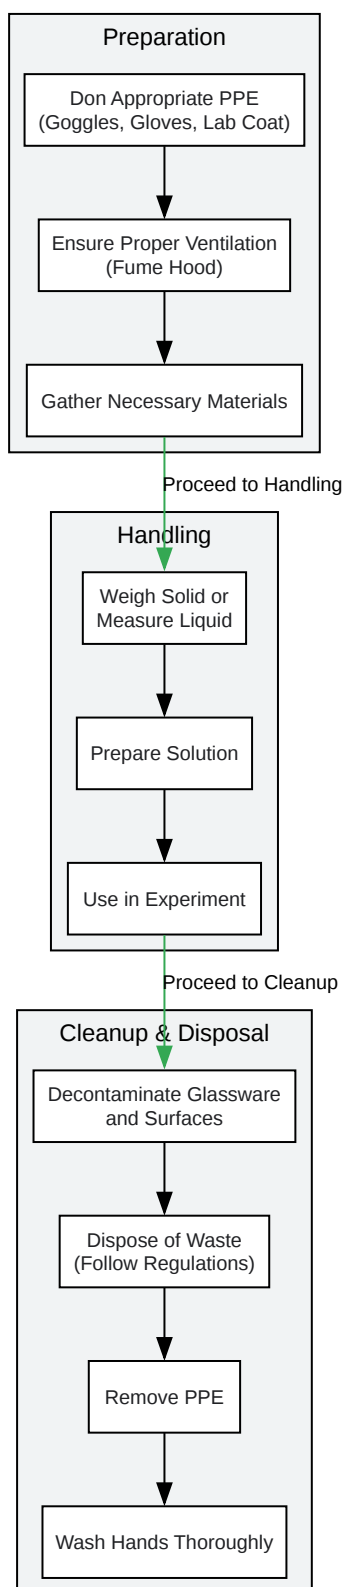 Preparation
Don Appropriate PPE
(Goggles, Gloves, Lab Coat)
Ensure Proper Ventilation
(Fume Hood)
Gather Necessary Materials
Proceed to Handling
Handling
Weigh Solid or
Measure Liquid
Prepare Solution
Use in Experiment
Proceed to Cleanup
Cleanup & Disposal
Decontaminate Glassware
and Surfaces
Dispose of Waste
(Follow Regulations)
Remove PPE
Wash Hands Thoroughly